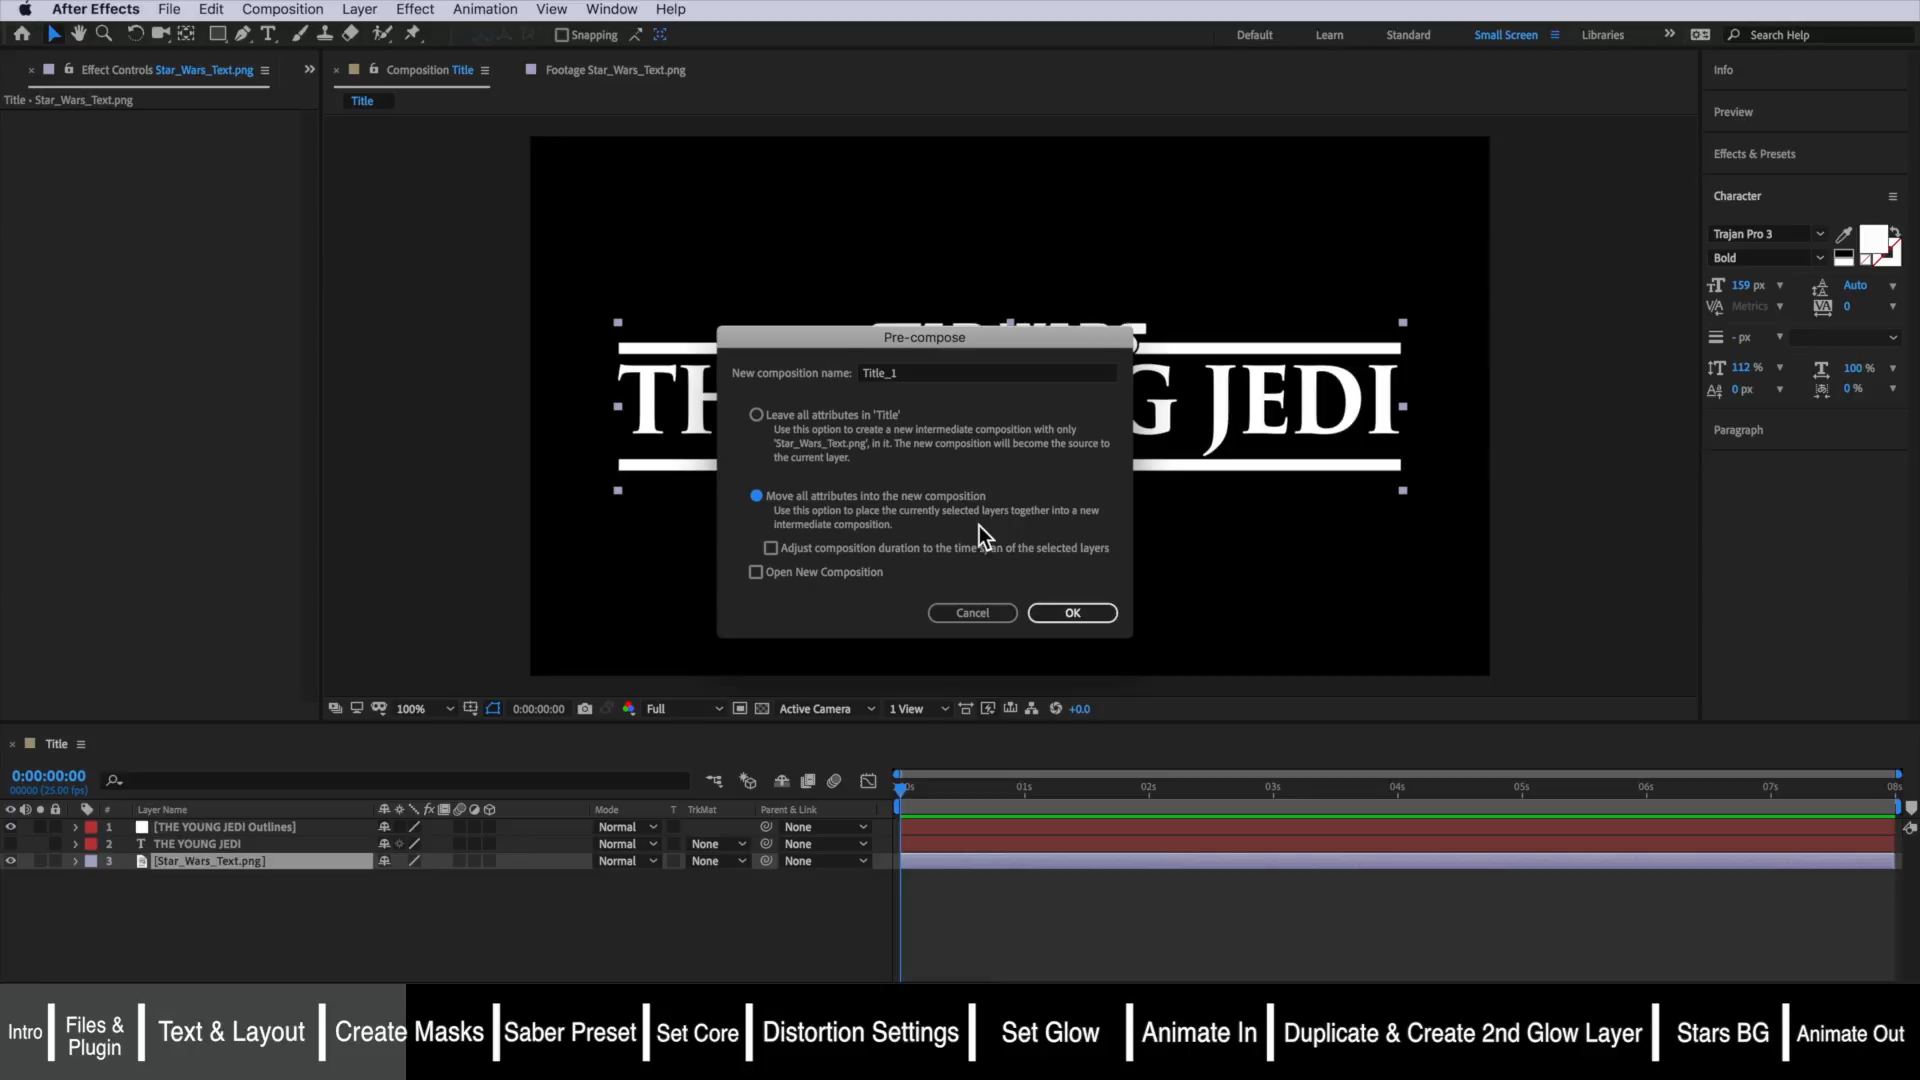 After Effects File Edit Composition Layer Effect Animation View Window Help
Snapping
Default Learn Standard Small Screen Libraries Search Help
Effect Controls Star_Wars_Text.png
Composition Title
Footage Star_Wars_Text.png
Title • Star_Wars_Text.png
Title
Info
Preview
Effects & Presets
Character
Trajan Pro 3
Bold
159 px Auto
Metrics 0
- px
112 % 100 %
0 px 0 %
Paragraph
JEDI
Pre-compose
New composition name: Title_1
Leave all attributes in 'Title'
Use this option to create a new intermediate composition with only
'Star_Wars_Text.png', in it. The new composition will become the source to
the current layer.
Move all attributes into the new composition
Use this option to place the currently selected layers together into a new
intermediate composition.
Adjust composition duration to the time span of the selected layers
Open New Composition
Cancel OK
100% 0:00:00:00 Full Active Camera 1 View +0.0
Title
0:00:00:00
00000 (25.00 fps)
01s 02s 03s 04s 05s 06s 07s 08s
# Layer Name fx Mode T TrkMat Parent & Link
1 [THE YOUNG JEDI Outlines] Normal None
2 T THE YOUNG JEDI Normal None None
3 [Star_Wars_Text.png] Normal None None
Intro
Files &
Plugin
Text & Layout
Create Masks
Saber Preset
Set Core
Distortion Settings
Set Glow
Animate In
Duplicate & Create 2nd Glow Layer
Stars BG
Animate Out